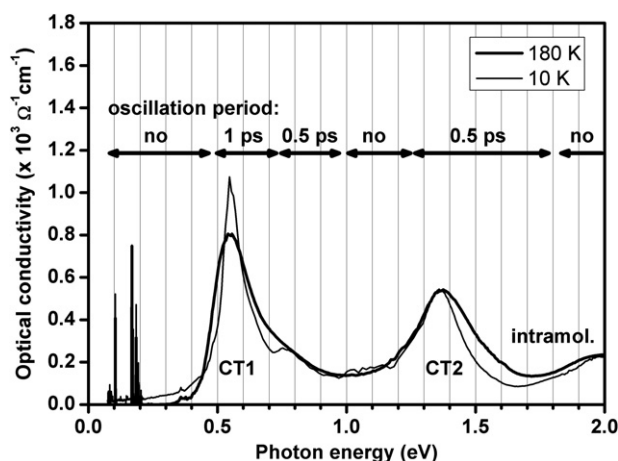 1.8
1.6
1.4
1.2
1.0
0.8
0.6
0.4
0.2
0.0
Optical conductivity (x 10³ Ω⁻¹cm⁻¹)
180 K
10 K
oscillation period:
no 1 ps 0.5 ps no 0.5 ps no
CT1 CT2 intramol.
0.0 0.5 1.0 1.5 2.0
Photon energy (eV)